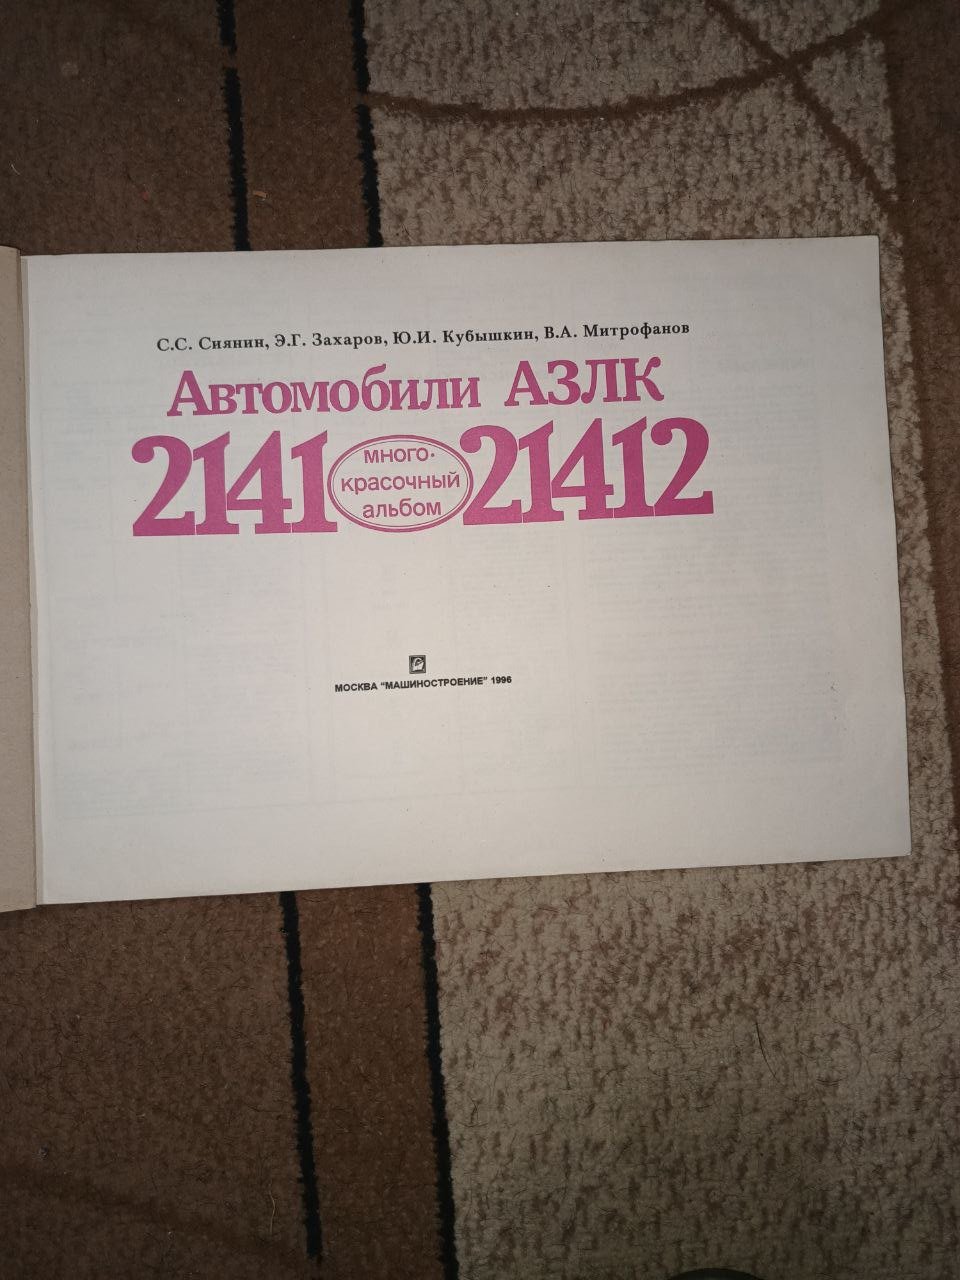 С.С. Сиянин, Э.Г. Захаров, Ю.И. Кубышкин, В.А. Митрофанов
Автомобили АЗЛК
2141 много- 21412
красочный
альбом
МОСКВА "МАШИНОСТРОЕНИЕ" 1996